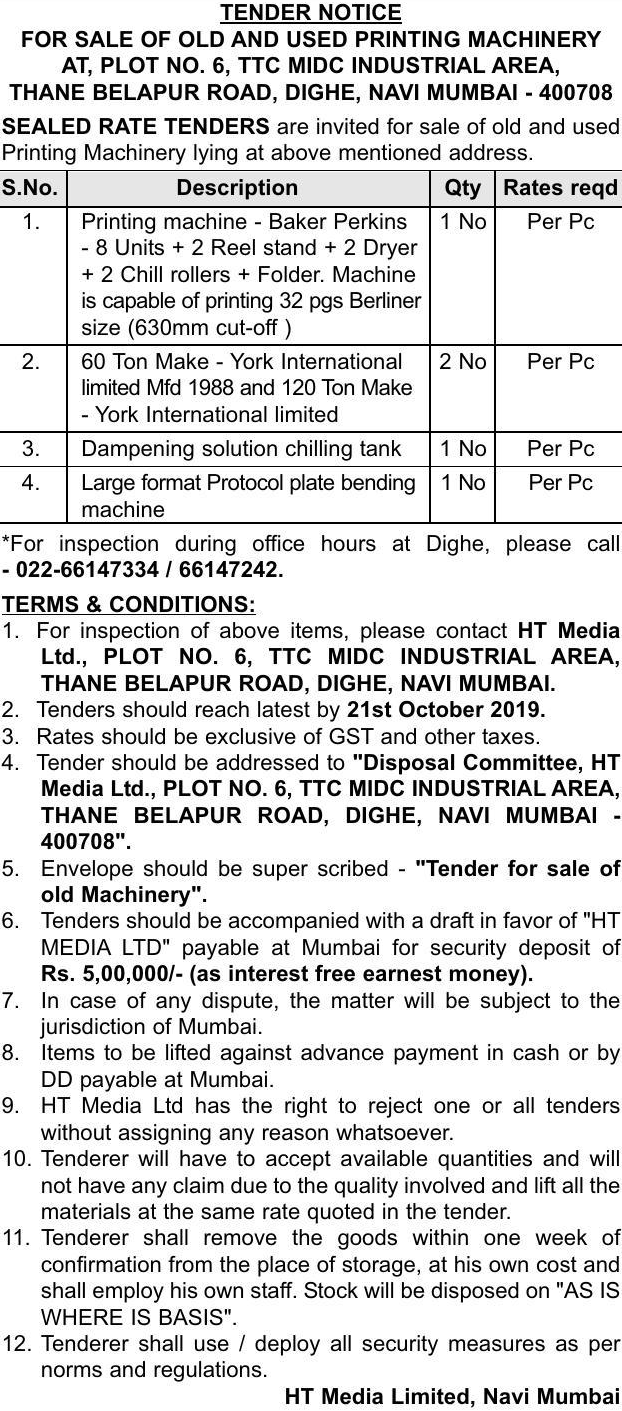 TENDER NOTICE
FOR SALE OF OLD AND USED PRINTING MACHINERY
AT, PLOT NO. 6, TTC MIDC INDUSTRIAL AREA,
THANE BELAPUR ROAD, DIGHE, NAVI MUMBAI - 400708
SEALED RATE TENDERS are invited for sale of old and used
Printing Machinery lying at above mentioned address.
S.No. Description Qty Rates reqd
1. Printing machine - Baker Perkins 1 No Per Pc
- 8 Units + 2 Reel stand + 2 Dryer
+ 2 Chill rollers + Folder. Machine
is capable of printing 32 pgs Berliner
size (630mm cut-off )
2. 60 Ton Make - York International 2 No Per Pc
limited Mfd 1988 and 120 Ton Make
- York International limited
3. Dampening solution chilling tank 1 No Per Pc
4. Large format Protocol plate bending 1 No Per Pc
machine
*For inspection during office hours at Dighe, please call
- 022-66147334 / 66147242.
TERMS & CONDITIONS:
1. For inspection of above items, please contact HT Media
Ltd., PLOT NO. 6, TTC MIDC INDUSTRIAL AREA,
THANE BELAPUR ROAD, DIGHE, NAVI MUMBAI.
2. Tenders should reach latest by 21st October 2019.
3. Rates should be exclusive of GST and other taxes.
4. Tender should be addressed to "Disposal Committee, HT
Media Ltd., PLOT NO. 6, TTC MIDC INDUSTRIAL AREA,
THANE BELAPUR ROAD, DIGHE, NAVI MUMBAI -
400708".
5. Envelope should be super scribed - "Tender for sale of
old Machinery".
6. Tenders should be accompanied with a draft in favor of "HT
MEDIA LTD" payable at Mumbai for security deposit of
Rs. 5,00,000/- (as interest free earnest money).
7. In case of any dispute, the matter will be subject to the
jurisdiction of Mumbai.
8. Items to be lifted against advance payment in cash or by
DD payable at Mumbai.
9. HT Media Ltd has the right to reject one or all tenders
without assigning any reason whatsoever.
10. Tenderer will have to accept available quantities and will
not have any claim due to the quality involved and lift all the
materials at the same rate quoted in the tender.
11. Tenderer shall remove the goods within one week of
confirmation from the place of storage, at his own cost and
shall employ his own staff. Stock will be disposed on "AS IS
WHERE IS BASIS".
12. Tenderer shall use / deploy all security measures as per
norms and regulations.
HT Media Limited, Navi Mumbai